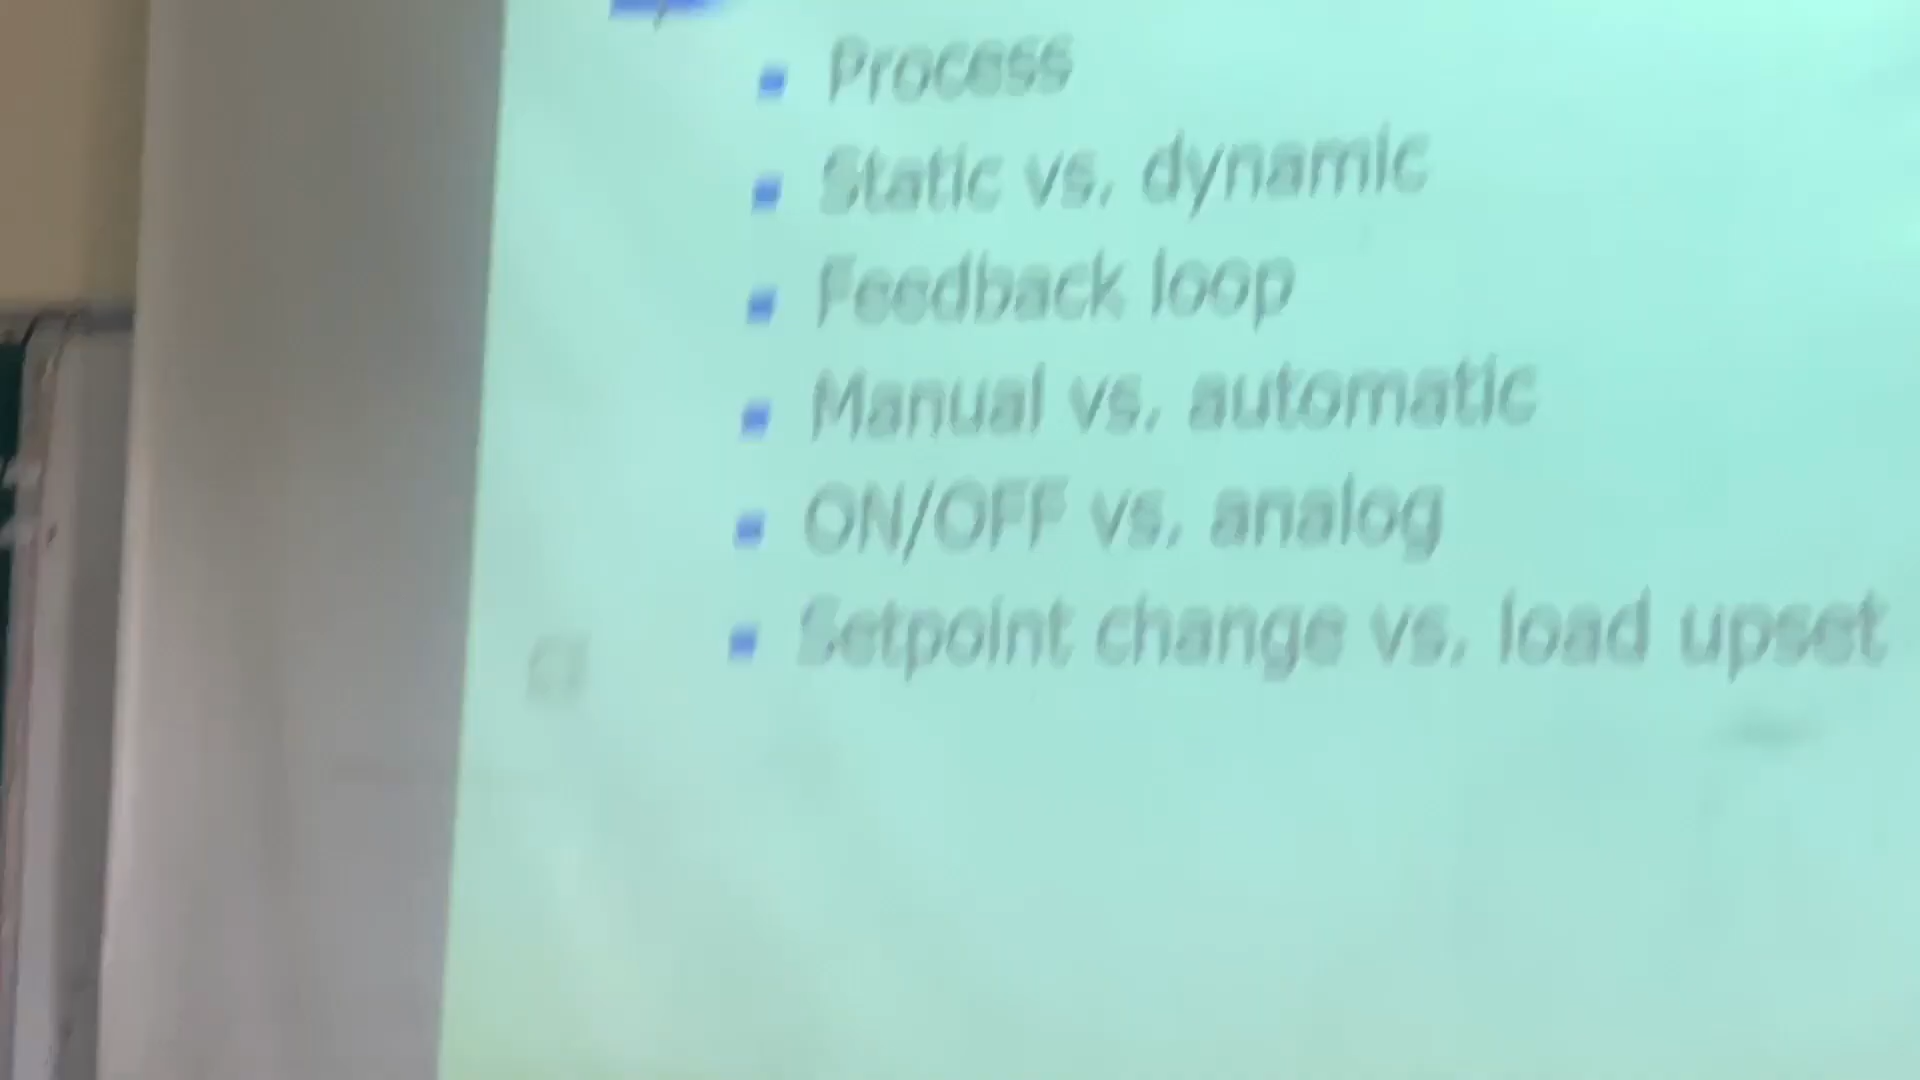 Process
Static vs. dynamic
Feedback loop
Manual vs. automatic
ON/OFF vs. analog
Setpoint change vs. load upset